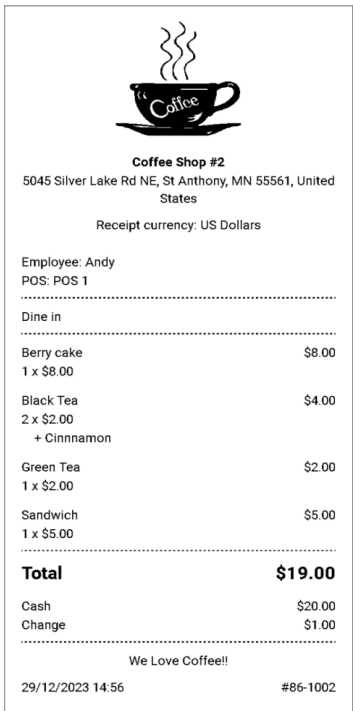 Coffee
Coffee Shop #2
5045 Silver Lake Rd NE, St Anthony, MN 55561, United
States
Receipt currency: US Dollars
Employee: Andy
POS: POS 1
Dine in
Berry cake $8.00
1 x $8.00
Black Tea $4.00
2 x $2.00
+ Cinnnamon
Green Tea $2.00
1 x $2.00
Sandwich $5.00
1 x $5.00
Total $19.00
Cash $20.00
Change $1.00
We Love Coffee!!
29/12/2023 14:56 #86-1002